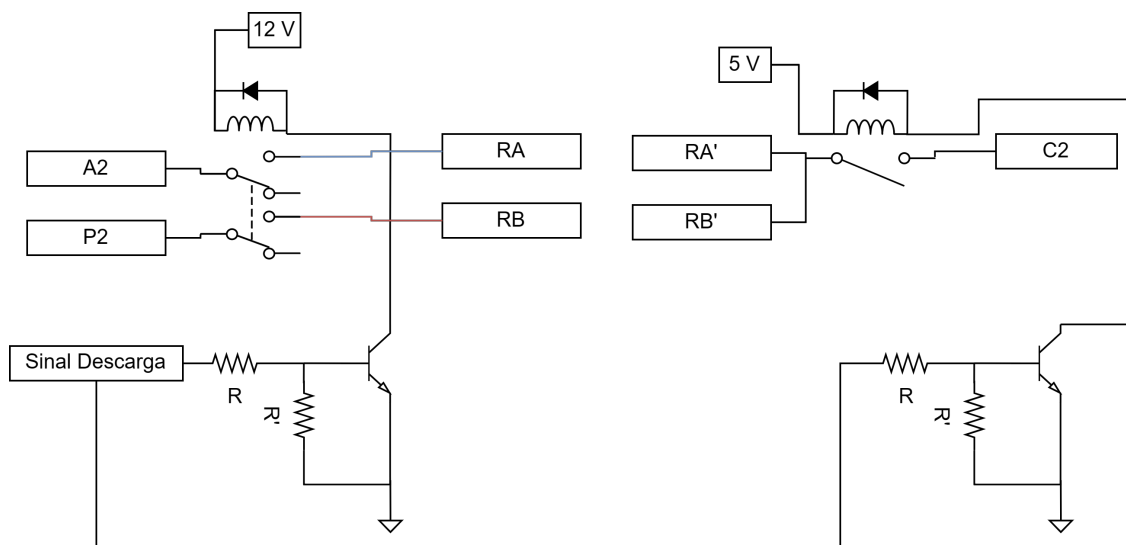 12 V
5 V
A2
RA
RA'
C2
P2
RB
RB'
Sinal Descarga
R
R'
R
R'